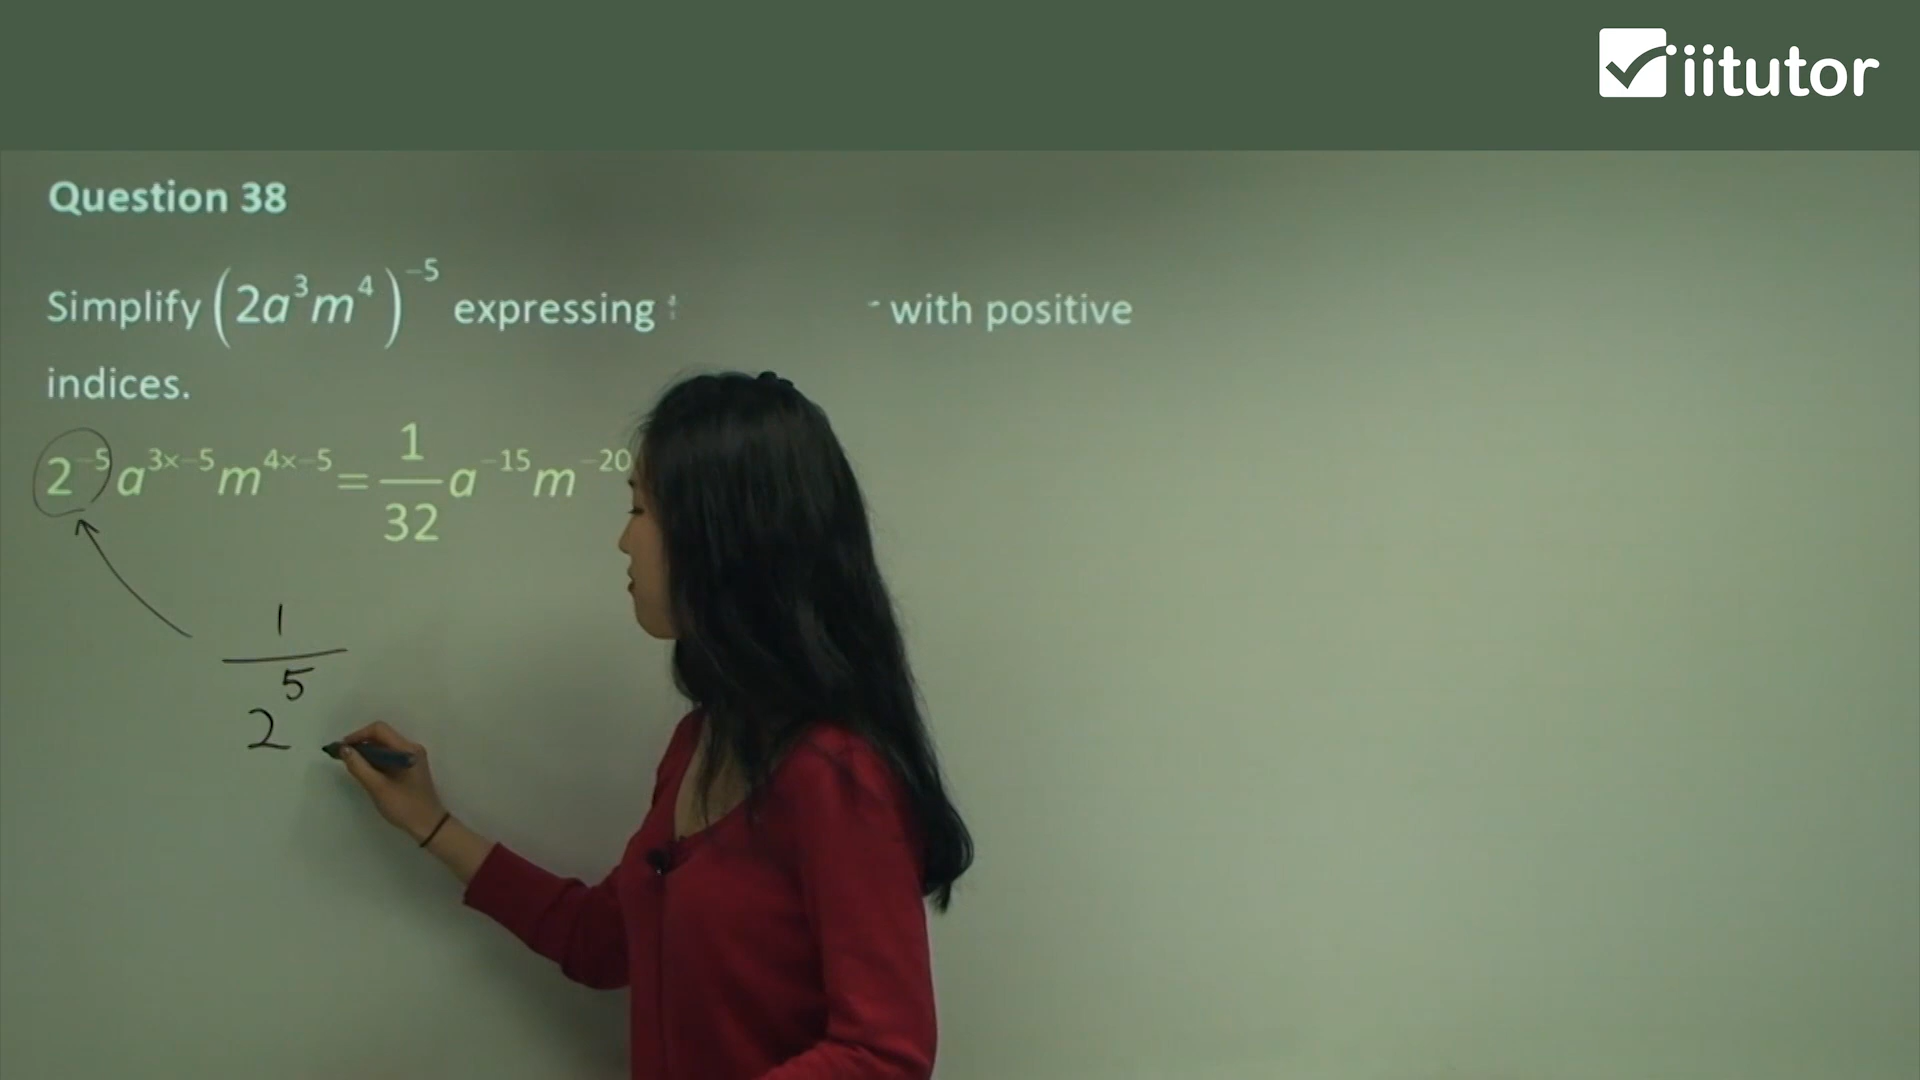 iitutor
Question 38
Simplify (2a³m⁴)⁻⁵ expressing with positive
indices.
2⁻⁵a³ˣ⁻⁵m⁴ˣ⁻⁵ = 1/32 a⁻¹⁵m⁻²⁰
1
2⁵